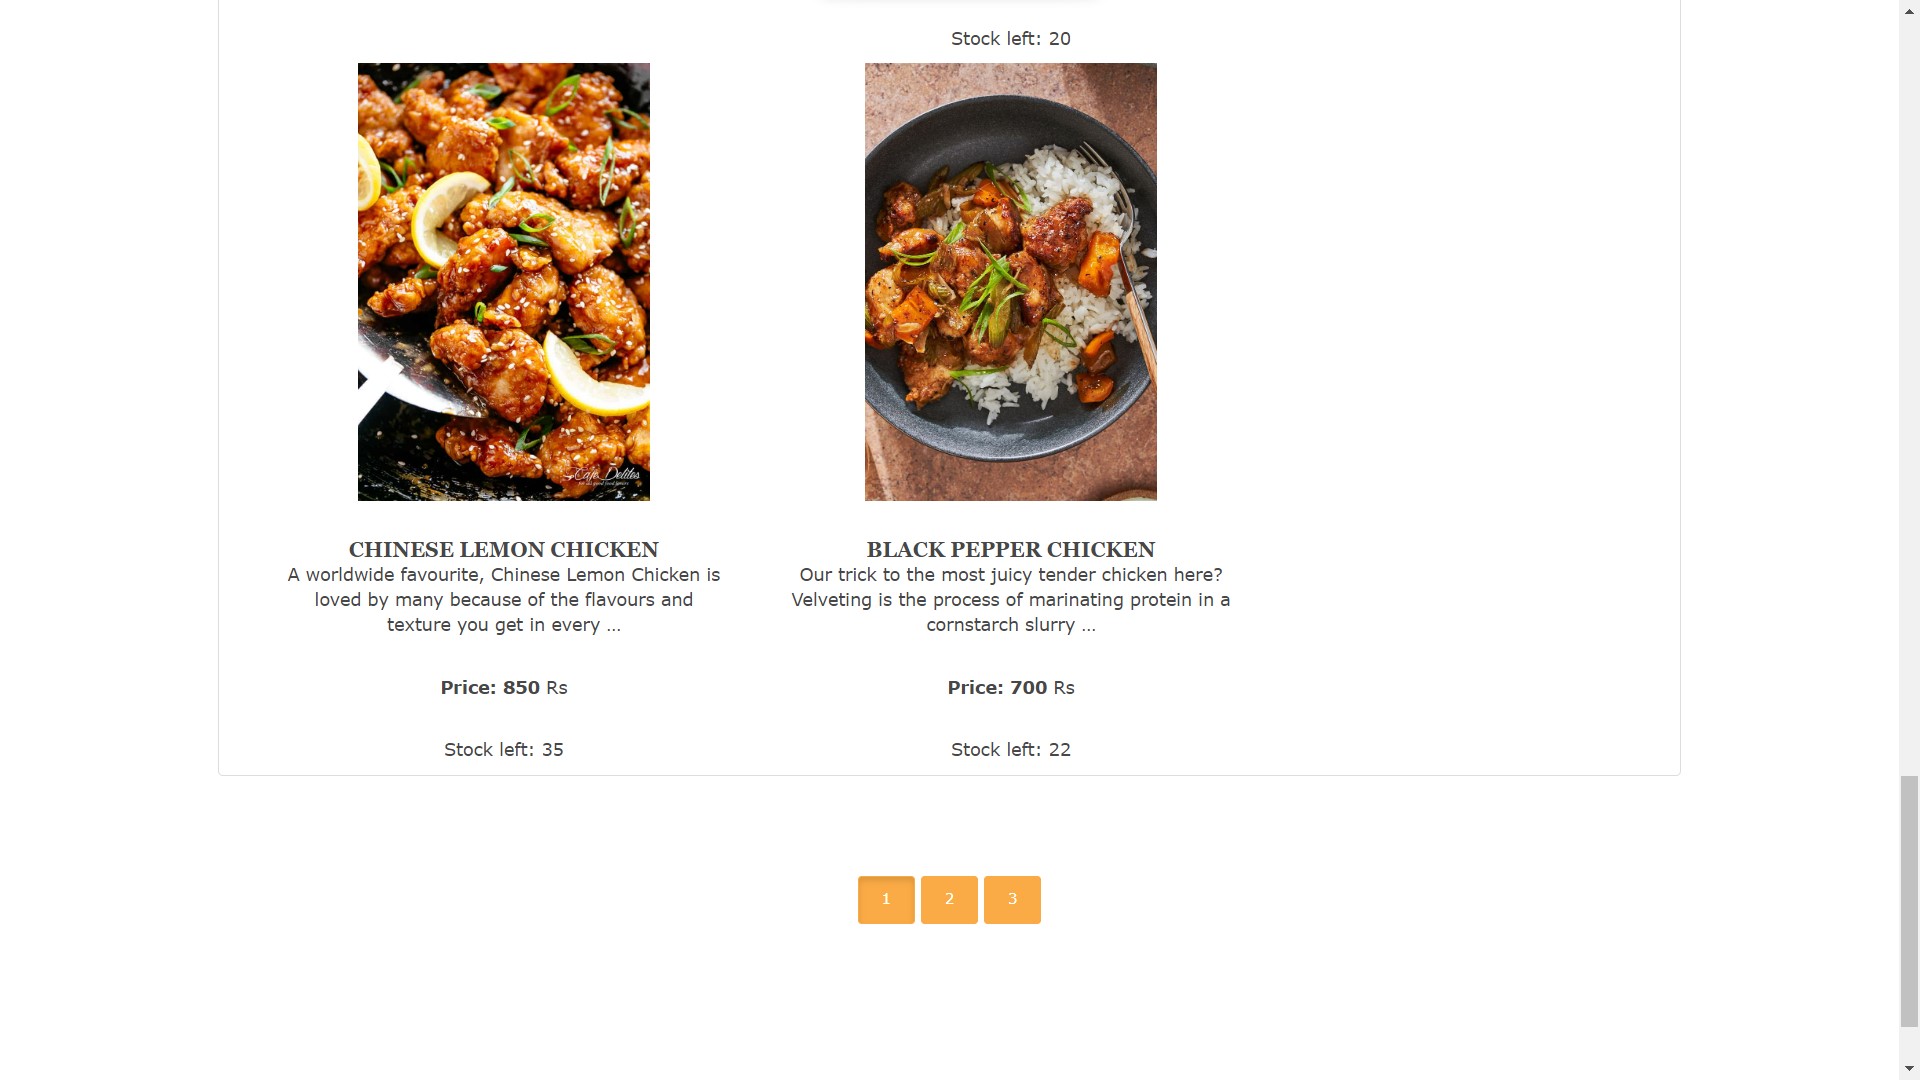 Stock left: 20
Cafe Delites
CHINESE LEMON CHICKEN
A worldwide favourite, Chinese Lemon Chicken is
loved by many because of the flavours and
texture you get in every ...
Price: 850 Rs
Stock left: 35
BLACK PEPPER CHICKEN
Our trick to the most juicy tender chicken here?
Velveting is the process of marinating protein in a
cornstarch slurry ...
Price: 700 Rs
Stock left: 22
1 2 3